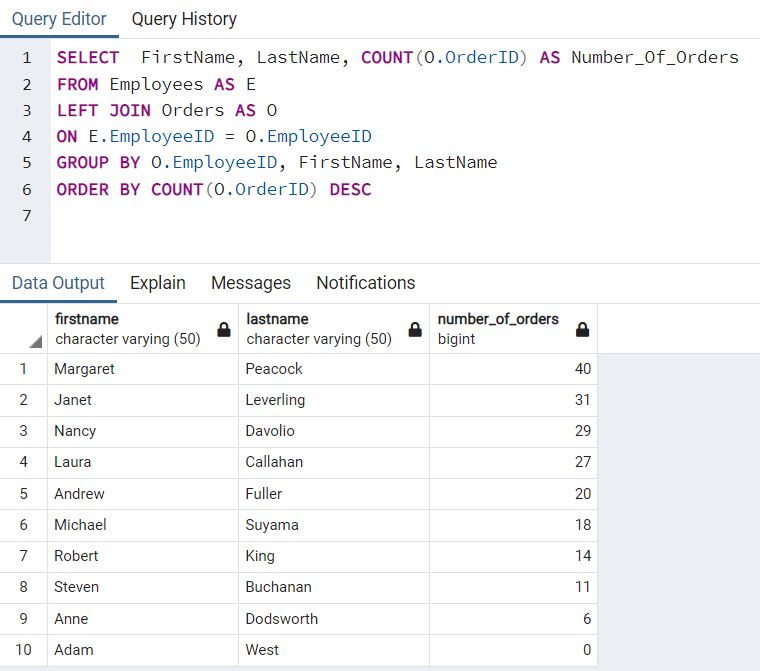 Query Editor Query History
1 SELECT  FirstName, LastName, COUNT(O.OrderID) AS Number_Of_Orders
2 FROM Employees AS E
3 LEFT JOIN Orders AS O
4 ON E.EmployeeID = O.EmployeeID
5 GROUP BY O.EmployeeID, FirstName, LastName
6 ORDER BY COUNT(O.OrderID) DESC
7
Data Output Explain Messages Notifications
firstname lastname number_of_orders
character varying (50) character varying (50) bigint
1 Margaret Peacock 40
2 Janet Leverling 31
3 Nancy Davolio 29
4 Laura Callahan 27
5 Andrew Fuller 20
6 Michael Suyama 18
7 Robert King 14
8 Steven Buchanan 11
9 Anne Dodsworth 6
10 Adam West 0